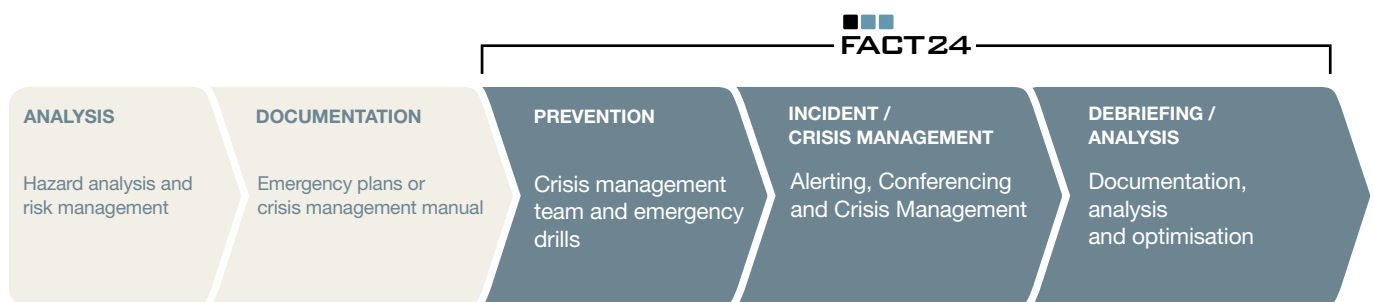 FACT24
ANALYSIS
Hazard analysis and
risk management
DOCUMENTATION
Emergency plans or
crisis management manual
PREVENTION
Crisis management
team and emergency
drills
INCIDENT /
CRISIS MANAGEMENT
Alerting, Conferencing
and Crisis Management
DEBRIEFING /
ANALYSIS
Documentation,
analysis
and optimisation